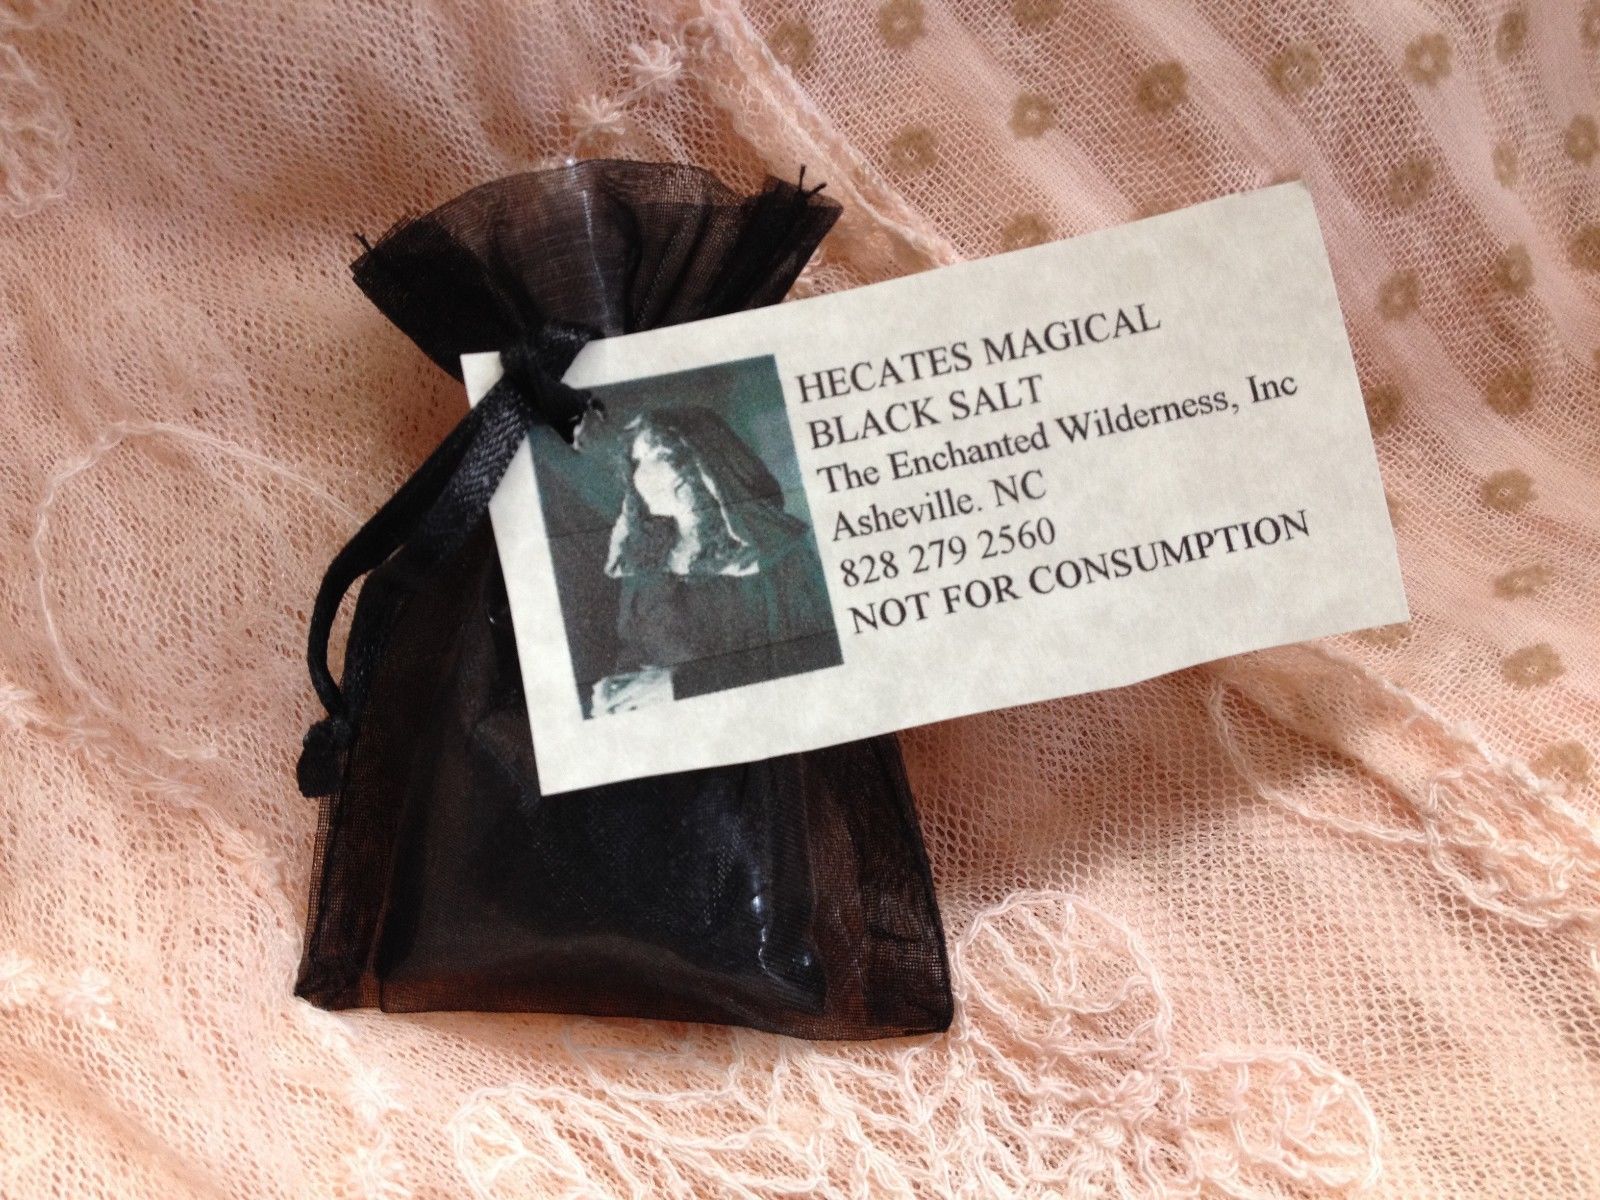 HECATES MAGICAL
BLACK SALT
The Enchanted Wilderness, Inc
Asheville. NC
828 279 2560
NOT FOR CONSUMPTION